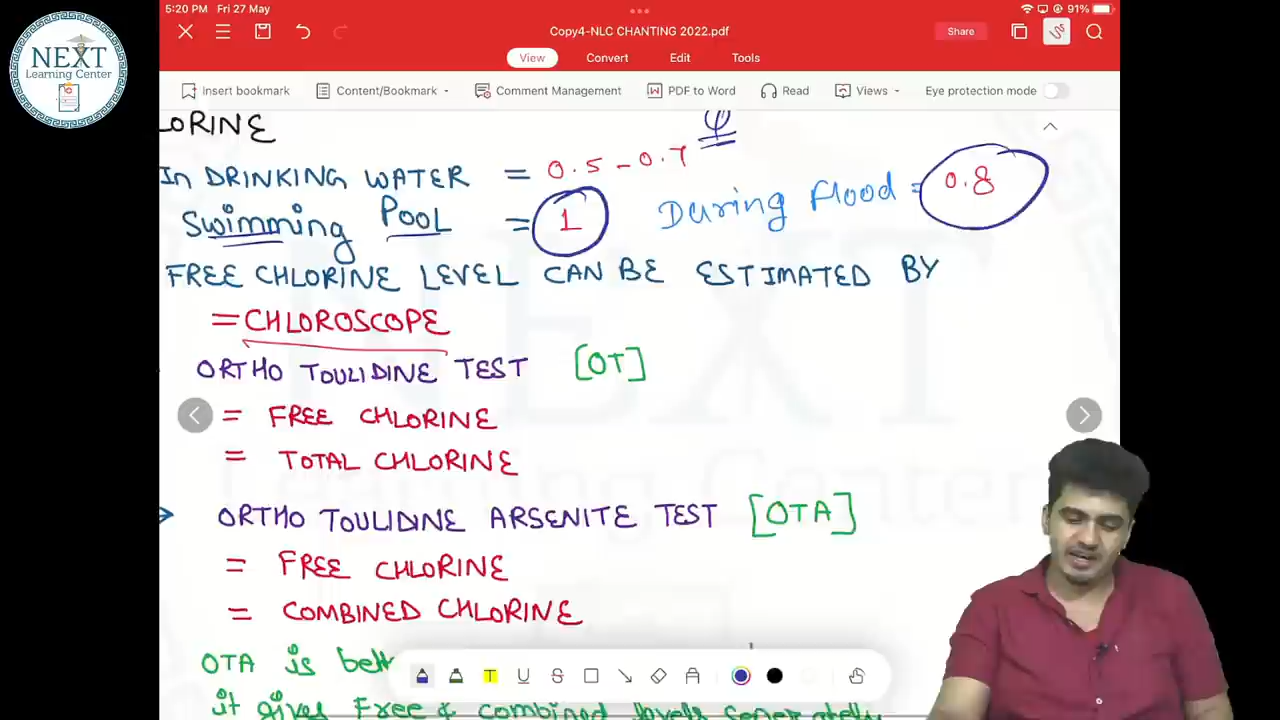 5:20 PM Fri 27 May
91%
NEXT
Learning Center
Copy4-NLC CHANTING 2022.pdf
Share
View Convert Edit Tools
Insert bookmark Content/Bookmark Comment Management PDF to Word Read Views Eye protection mode
LORINE
In DRINKING WATER = 0.5 - 0.7
Swimming POOL = 1 During Flood = 0.8
FREE CHLORINE LEVEL CAN BE ESTIMATED BY
= CHLOROSCOPE
ORTHO TOULIDINE TEST [OT]
= FREE CHLORINE
= TOTAL CHLORINE
ORTHO TOULIDINE ARSENITE TEST [OTA]
= FREE CHLORINE
= COMBINED CHLORINE
OTA is bett
it gives Free & combined levels seperately
NEXT
Learning Center